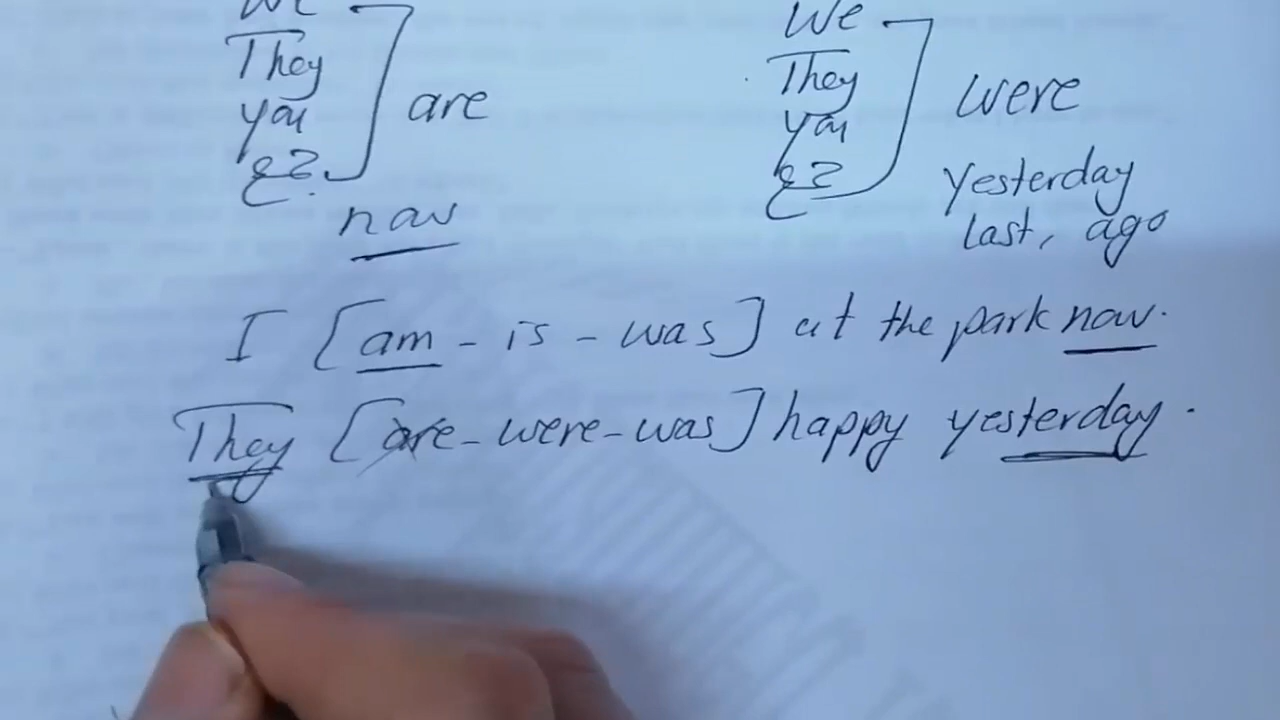 We
They
you
are
now
We
They
you
were
yesterday
last, ago
I [am - is - was] at the park now.
They [are - were - was] happy yesterday.